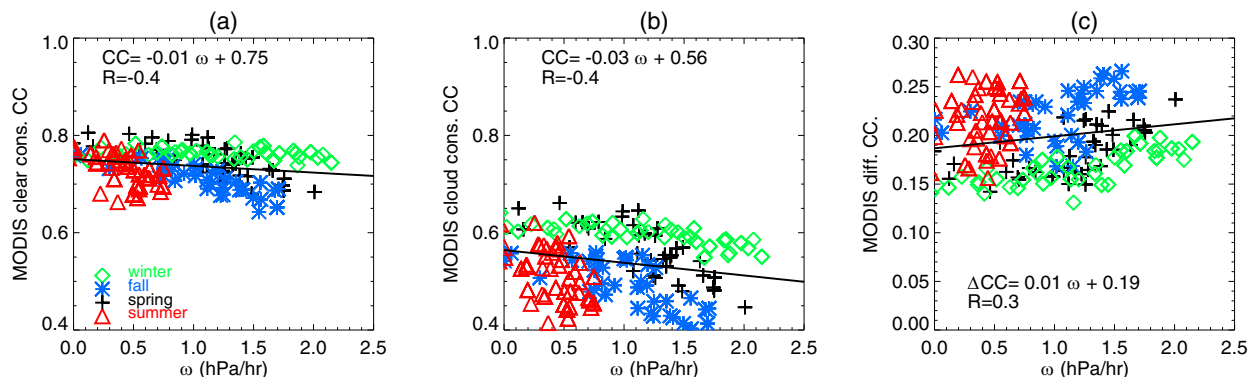 (a)
CC= -0.01 ω + 0.75
R=-0.4
MODIS clear cons. CC
1.0
0.8
0.6
0.4
winter
fall
spring
summer
0.0 0.5 1.0 1.5 2.0 2.5
ω (hPa/hr)
(b)
CC= -0.03 ω + 0.56
R=-0.4
MODIS cloud cons. CC
1.0
0.8
0.6
0.4
0.0 0.5 1.0 1.5 2.0 2.5
ω (hPa/hr)
(c)
MODIS diff. CC.
0.30
0.25
0.20
0.15
0.10
0.05
0.00
ΔCC= 0.01 ω + 0.19
R=0.3
0.0 0.5 1.0 1.5 2.0 2.5
ω (hPa/hr)